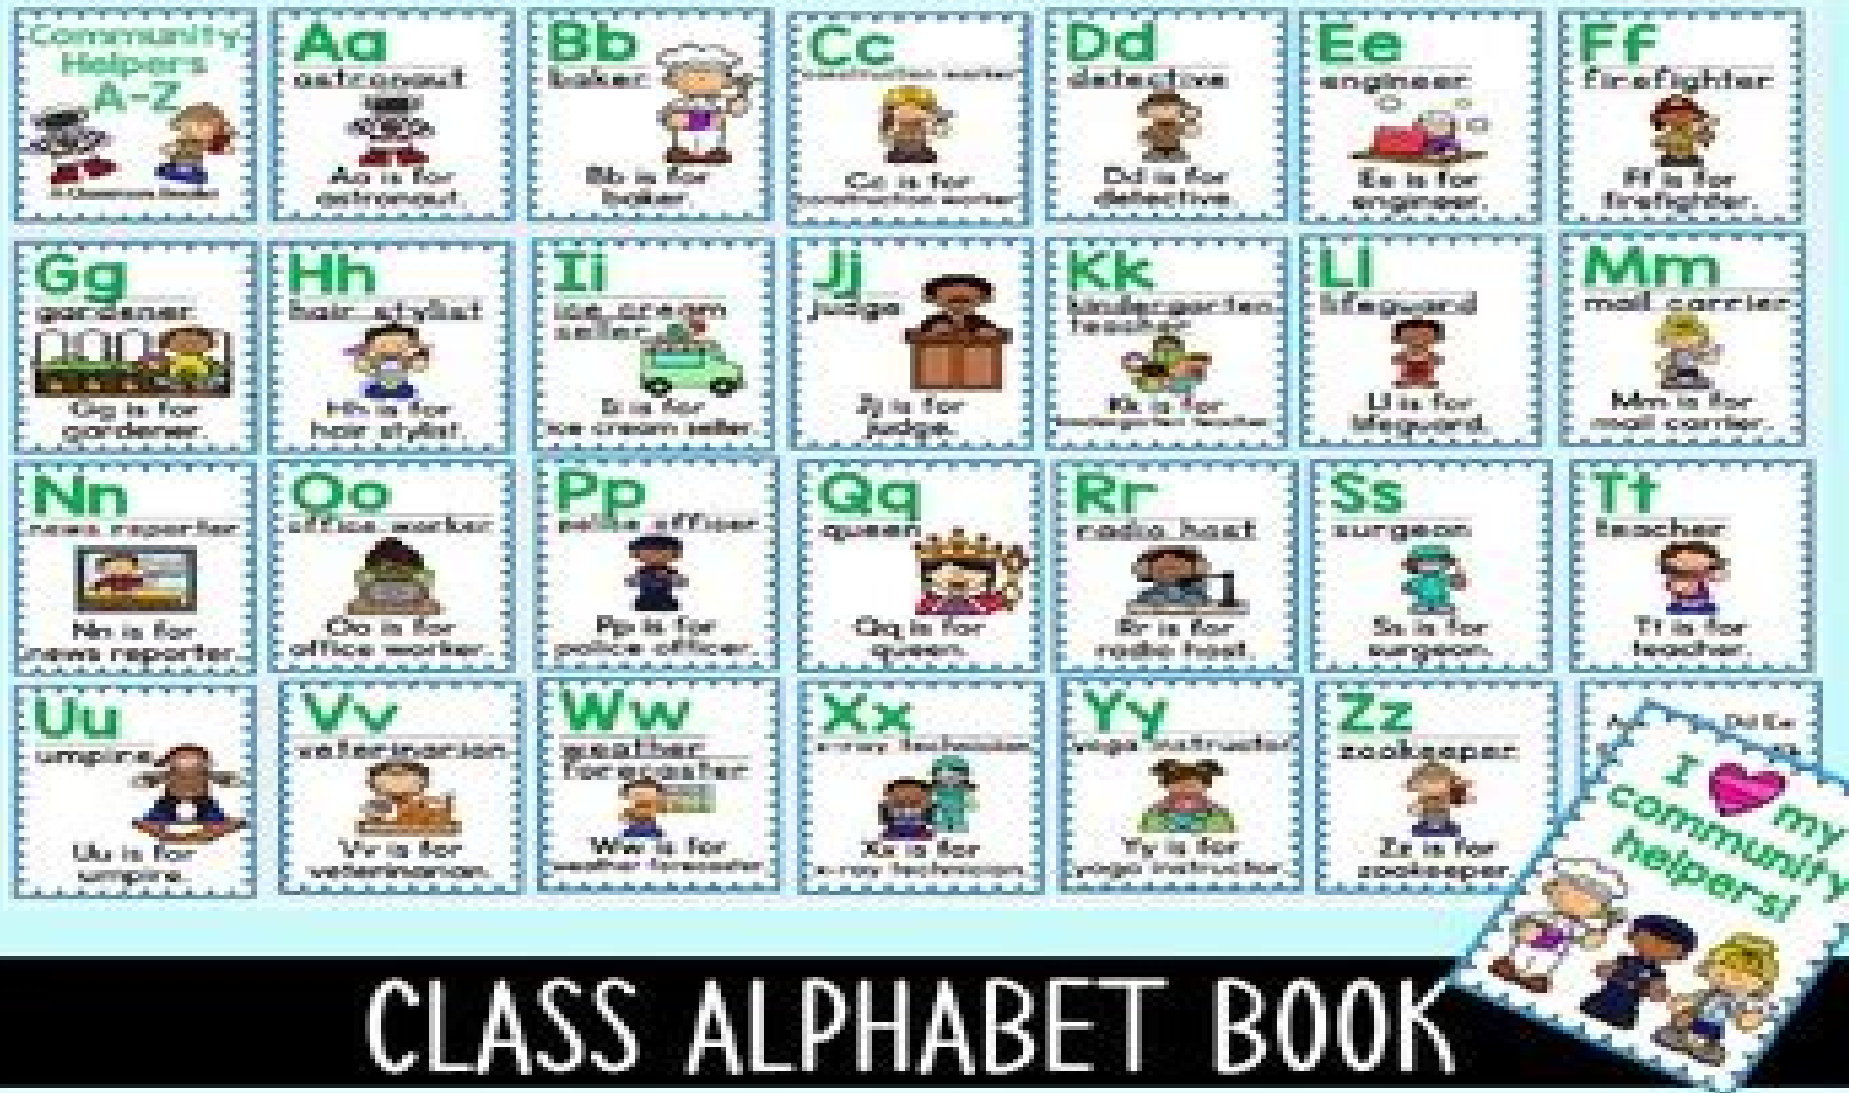 Community
Helpers
A-Z
Aa
astronaut
Aa is for
astronaut.
Bb
baker
Bb is for
baker.
Cc
construction worker
Cc is for
construction worker
Dd
detective
Dd is for
detective.
Ee
engineer
Ee is for
engineer.
Ff
firefighter
Ff is for
firefighter.
Gg
gardener
Gg is for
gardener.
Hh
hair stylist
Hh is for
hair stylist.
Ii
ice cream
seller
Ii is for
ice cream seller.
Jj
judge
Jj is for
judge.
Kk
kindergarten
teacher
Kk is for
kindergarten teacher.
Ll
lifeguard
Ll is for
lifeguard.
Mm
mail carrier
Mm is for
mail carrier.
Nn
news reporter
Nn is for
news reporter.
Oo
office worker
Oo is for
office worker.
Pp
police officer
Pp is for
police officer.
Qq
queen
Qq is for
queen.
Rr
radio host
Rr is for
radio host.
Ss
surgeon
Ss is for
surgeon.
Tt
teacher
Tt is for
teacher.
Uu
umpire
Uu is for
umpire.
Vv
veterinarian
Vv is for
veterinarian.
Ww
weather
forecaster
Ww is for
weather forecaster
Xx
x-ray technician
Xx is for
x-ray technician.
Yy
yoga instructor
Yy is for
yoga instructor.
Zz
zookeeper
Zz is for
zookeeper
Dd Ee
I my
community
helpers!
CLASS ALPHABET BOOK